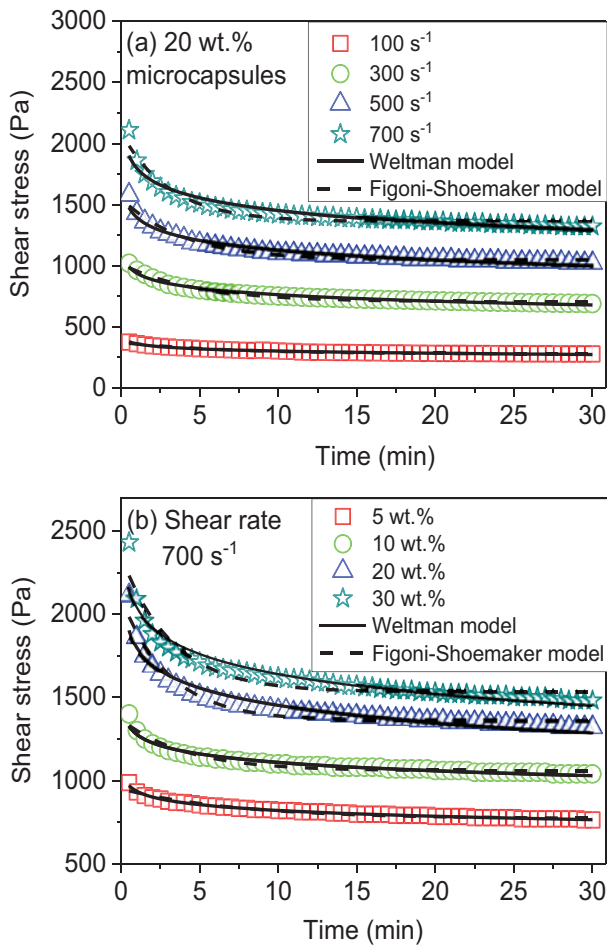 (a) 20 wt.%
microcapsules
100 s⁻¹
300 s⁻¹
500 s⁻¹
700 s⁻¹
Weltman model
Figoni-Shoemaker model
3000
2500
2000
1500
1000
500
0
Shear stress (Pa)
0 5 10 15 20 25 30
Time (min)
(b) Shear rate
700 s⁻¹
5 wt.%
10 wt.%
20 wt.%
30 wt.%
Weltman model
Figoni-Shoemaker model
2500
2000
1500
1000
500
Shear stress (Pa)
0 5 10 15 20 25 30
Time (min)